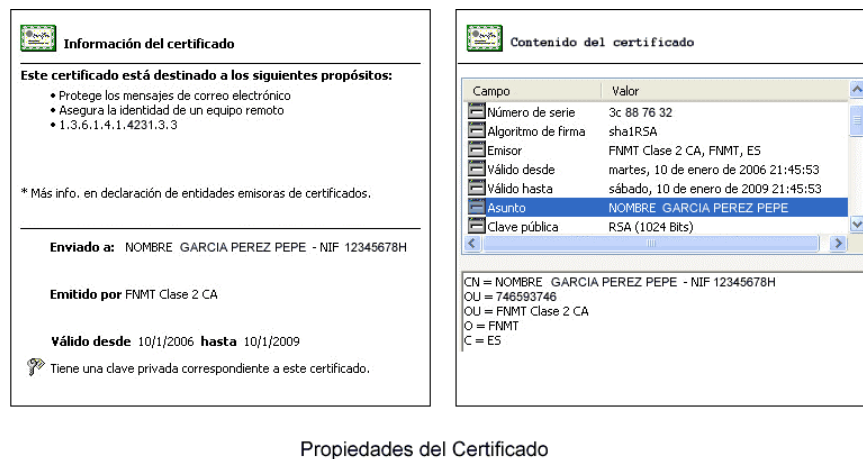 Información del certificado
Este certificado está destinado a los siguientes propósitos:
• Protege los mensajes de correo electrónico
• Asegura la identidad de un equipo remoto
• 1.3.6.1.4.1.4231.3.3
* Más info. en declaración de entidades emisoras de certificados.
Enviado a: NOMBRE GARCIA PEREZ PEPE - NIF 12345678H
Emitido por FNMT Clase 2 CA
Válido desde 10/1/2006 hasta 10/1/2009
Tiene una clave privada correspondiente a este certificado.
Contenido del certificado
Campo Valor
Número de serie 3c 88 76 32
Algoritmo de firma sha1RSA
Emisor FNMT Clase 2 CA, FNMT, ES
Válido desde martes, 10 de enero de 2006 21:45:53
Válido hasta sábado, 10 de enero de 2009 21:45:53
Asunto NOMBRE GARCIA PEREZ PEPE
Clave pública RSA (1024 Bits)
CN = NOMBRE GARCIA PEREZ PEPE - NIF 12345678H
OU = 746593746
OU = FNMT Clase 2 CA
O = FNMT
C = ES
Propiedades del Certificado